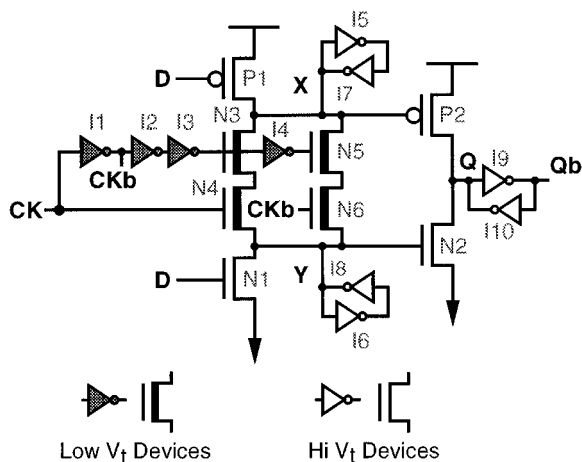 I5
D
P1
X
I7
P2
N3
I1
I2
I3
I4
N5
CKb
N4
Q
I9
Qb
CK
CKb
N6
I10
N2
D
N1
Y
I8
I6
Low Vt Devices
Hi Vt Devices